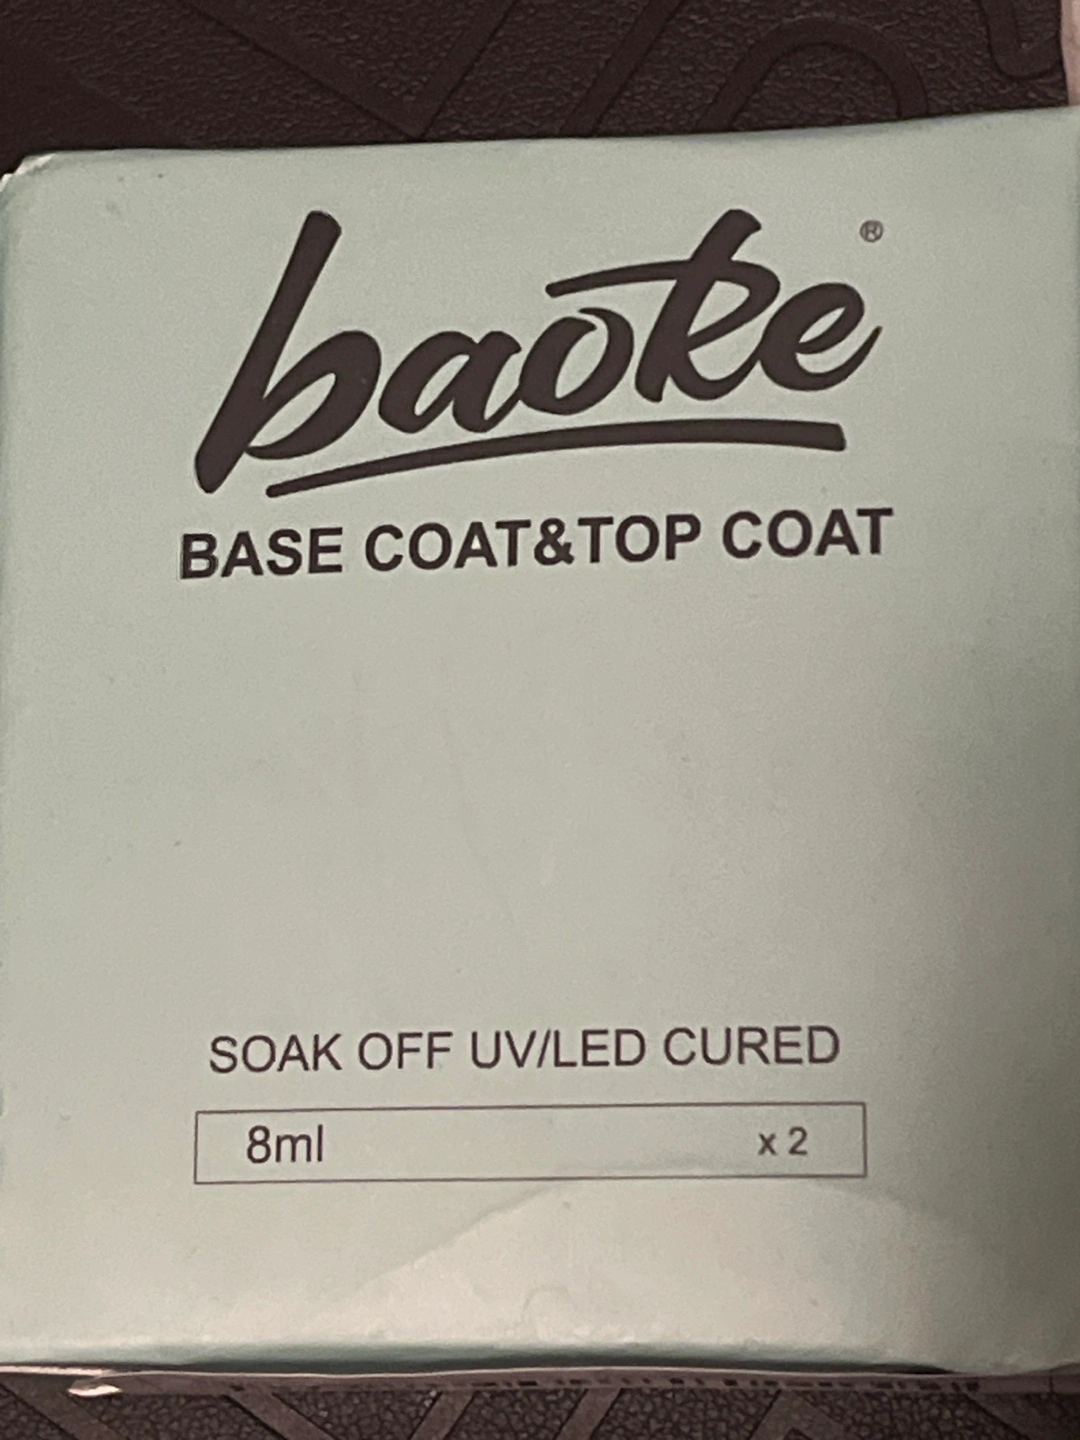 baoke®
BASE COAT&TOP COAT
SOAK OFF UV/LED CURED
8ml x 2